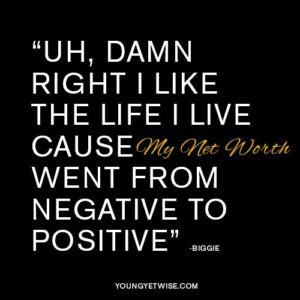 “UH, DAMN
RIGHT I LIKE
THE LIFE I LIVE
CAUSE My Net Worth
WENT FROM
NEGATIVE TO
POSITIVE” -BIGGIE
YOUNGYETWISE.COM